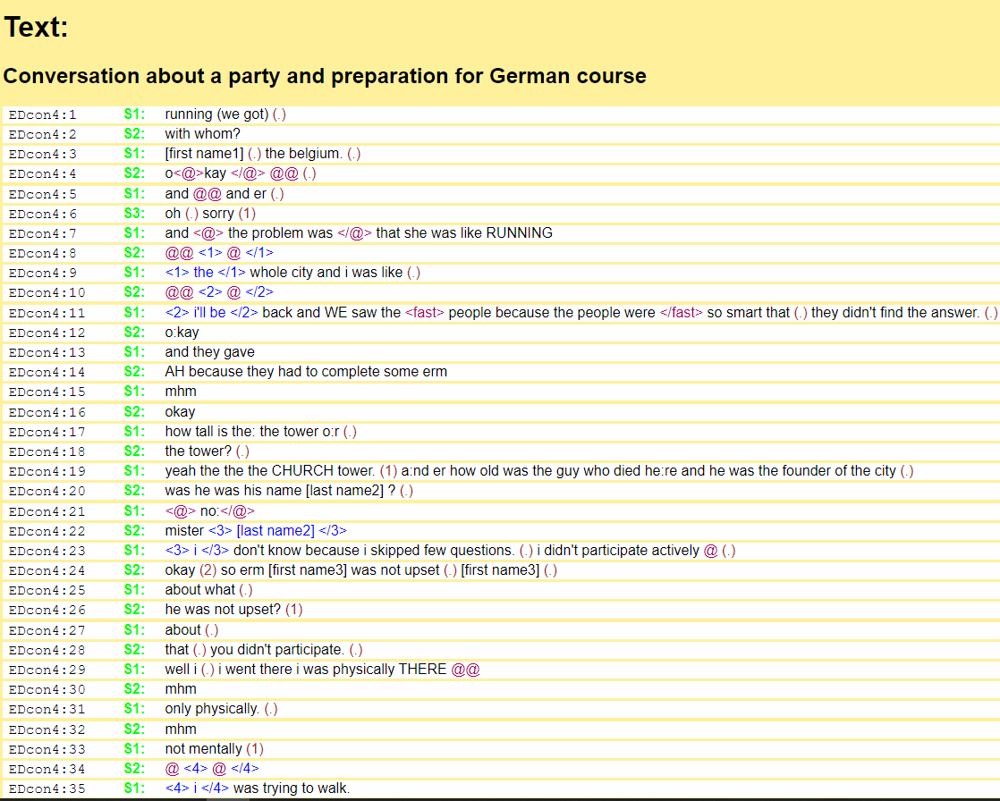 Text:
Conversation about a party and preparation for German course
EDcon4:1 S1: running (we got) (.)
EDcon4:2 S2: with whom?
EDcon4:3 S1: [first name1] (.) the belgium. (.)
EDcon4:4 S2: o<@>kay </@> @@ (.)
EDcon4:5 S1: and @@ and er (.)
EDcon4:6 S3: oh (.) sorry (1)
EDcon4:7 S1: and <@> the problem was </@> that she was like RUNNING
EDcon4:8 S2: @@ <1> @ </1>
EDcon4:9 S1: <1> the </1> whole city and i was like (.)
EDcon4:10 S2: @@ <2> @ </2>
EDcon4:11 S1: <2> i'll be </2> back and WE saw the <fast> people because the people were </fast> so smart that (.) they didn't find the answer. (.)
EDcon4:12 S2: o:kay
EDcon4:13 S1: and they gave
EDcon4:14 S2: AH because they had to complete some erm
EDcon4:15 S1: mhm
EDcon4:16 S2: okay
EDcon4:17 S1: how tall is the: the tower o:r (.)
EDcon4:18 S2: the tower? (.)
EDcon4:19 S1: yeah the the the CHURCH tower. (1) a:nd er how old was the guy who died he:re and he was the founder of the city (.)
EDcon4:20 S2: was he was his name [last name2] ? (.)
EDcon4:21 S1: <@> no:</@>
EDcon4:22 S2: mister <3> [last name2] </3>
EDcon4:23 S1: <3> i </3> don't know because i skipped few questions. (.) i didn't participate actively @ (.)
EDcon4:24 S2: okay (2) so erm [first name3] was not upset (.) [first name3] (.)
EDcon4:25 S1: about what (.)
EDcon4:26 S2: he was not upset? (1)
EDcon4:27 S1: about (.)
EDcon4:28 S2: that (.) you didn't participate. (.)
EDcon4:29 S1: well i (.) i went there i was physically THERE @@
EDcon4:30 S2: mhm
EDcon4:31 S1: only physically. (.)
EDcon4:32 S2: mhm
EDcon4:33 S1: not mentally (1)
EDcon4:34 S2: @ <4> @ </4>
EDcon4:35 S1: <4> i </4> was trying to walk.